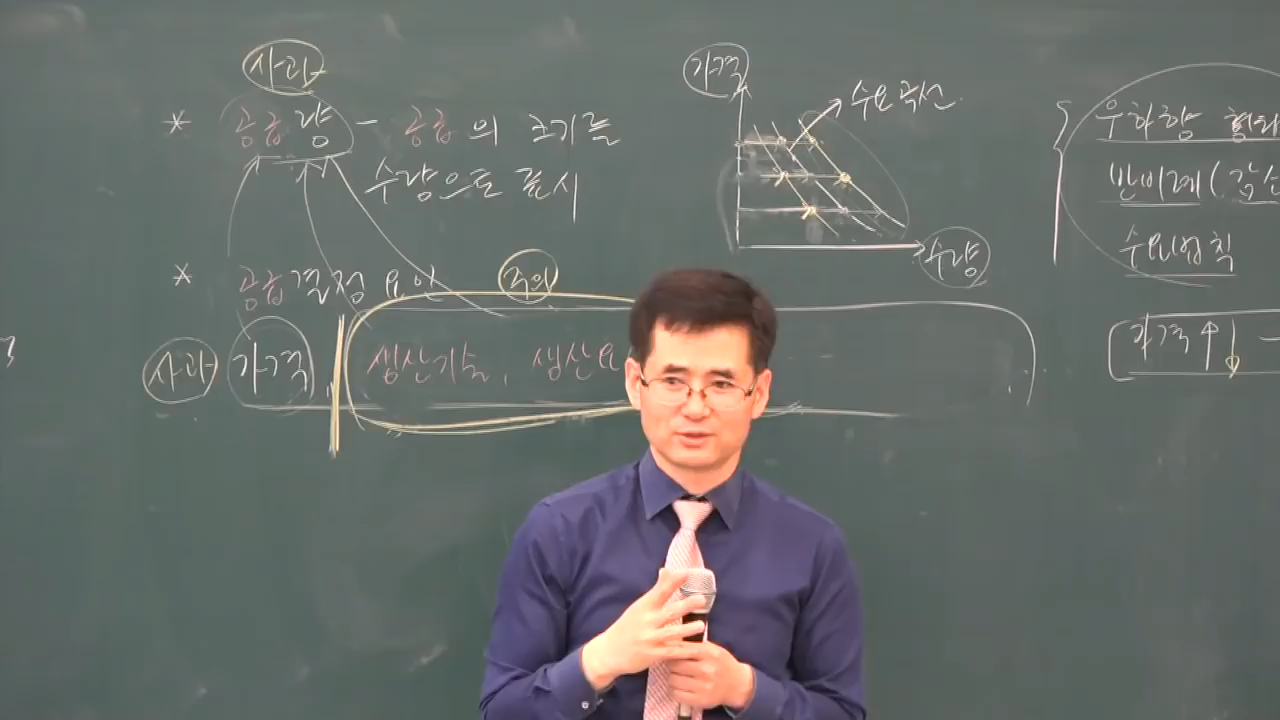 사과
* 공급량 - 공급의 크기를
수량으로 표시
* 공급결정 요인
주의
사과 가격 생산기술, 생산요
가격
수요곡선
수량
우하향 형태
반비례(감소
수요법칙
가격↑↓